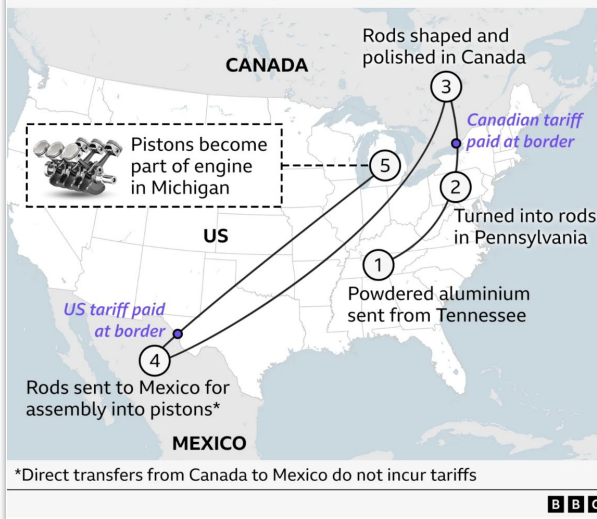 Rods shaped and
polished in Canada
CANADA
3
Canadian tariff
paid at border
Pistons become
part of engine
in Michigan
5
2
Turned into rods
in Pennsylvania
US
1
Powdered aluminium
sent from Tennessee
US tariff paid
at border
4
Rods sent to Mexico for
assembly into pistons*
MEXICO
*Direct transfers from Canada to Mexico do not incur tariffs
BBC